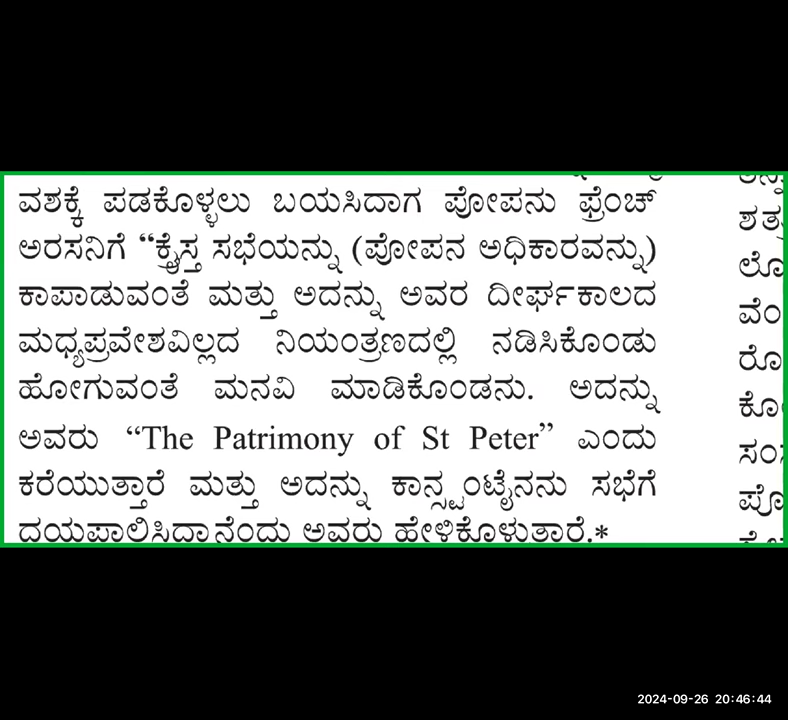 ವಶಕ್ಕೆ ಪಡಕೊಳ್ಳಲು ಬಯಸಿದಾಗ ಪೋಪನು ಫ್ರೆಂಚ್
ಅರಸನಿಗೆ “ಕ್ರೈಸ್ತ ಸಭೆಯನ್ನು (ಪೋಪನ ಅಧಿಕಾರವನ್ನು)
ಕಾಪಾಡುವಂತೆ ಮತ್ತು ಅದನ್ನು ಅವರ ದೀರ್ಘಕಾಲದ
ಮಧ್ಯಪ್ರವೇಶವಿಲ್ಲದ ನಿಯಂತ್ರಣದಲ್ಲಿ ನಡಿಸಿಕೊಂಡು
ಹೋಗುವಂತೆ ಮನವಿ ಮಾಡಿಕೊಂಡನು. ಅದನ್ನು
ಅವರು “The Patrimony of St Peter” ಎಂದು
ಕರೆಯುತ್ತಾರೆ ಮತ್ತು ಅದನ್ನು ಕಾನ್ಸ್ಟಂಟೈನನು ಸಭೆಗೆ
ದಯಪಾಲಿಸಿದ್ದಾನೆಂದು ಅವರು ಹೇಳಿಕೊಳ್ಳುತ್ತಾರೆ.*
2024-09-26 20:46:44